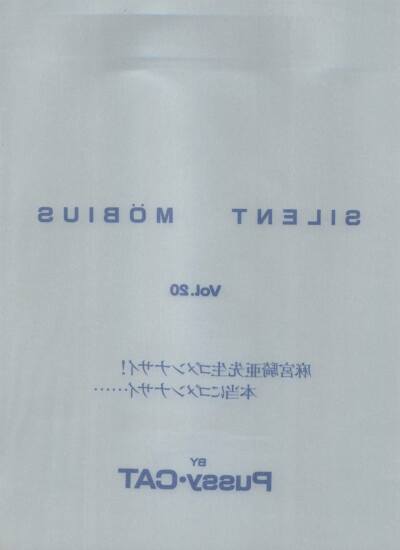 SILENT MÖBIUS
Vol.20
麻宮騎亜先生ゴメンナサイ!
本当にゴメンナサイ……
BY
Pussy・CAT